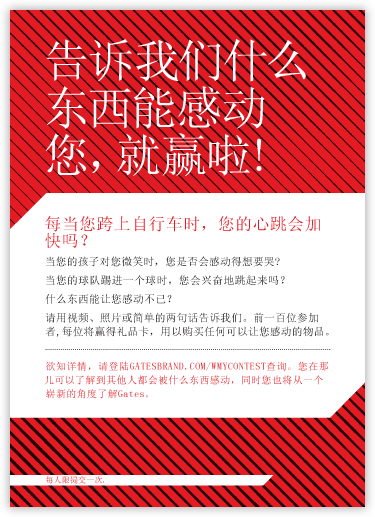 告诉我们什么
东西能感动
您，就赢啦!
每当您跨上自行车时，您的心跳会加
快吗？
当您的孩子对您微笑时，您是否会感动得想要哭?
当您的球队踢进一个球时，您会兴奋地跳起来吗？
什么东西能让您感动不已？
请用视频、照片或简单的两句话告诉我们。前一百位参加
者,每位将赢得礼品卡，用以购买任何可以让您感动的物品。
欲知详情，请登陆GATESBRAND.COM/WMYCONTEST查询。您在那
儿可以了解到其他人都会被什么东西感动，同时您也将从一个
崭新的角度了解Gates。
每人限提交一次.